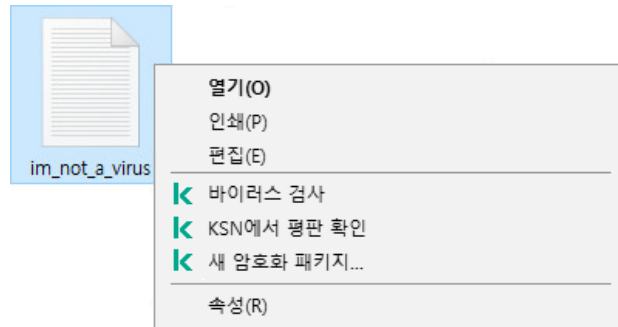 im_not_a_virus
열기(O)
인쇄(P)
편집(E)
바이러스 검사
KSN에서 평판 확인
새 암호화 패키지...
속성(R)